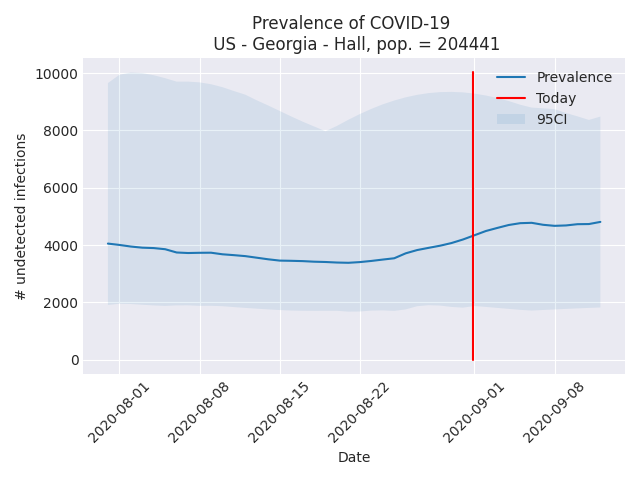 Prevalence of COVID-19
US - Georgia - Hall, pop. = 204441
10000
8000
6000
4000
2000
0
# undetected infections
Prevalence
Today
95CI
2020-08-01
2020-08-08
2020-08-15
2020-08-22
2020-09-01
2020-09-08
Date